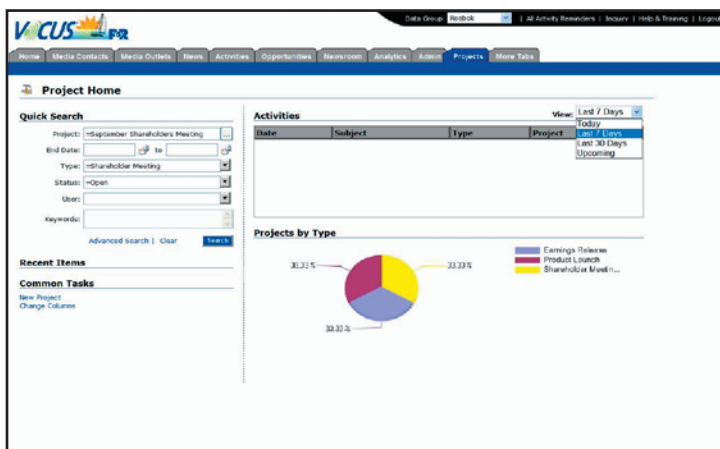 VOCUS PR
Data Group: Reebok | All Activity Reminders | Inquiry | Help & Training | Logout
Home Media Contacts Media Outlets News Activities Opportunities Newsroom Analytics Admin Projects More Tabs
Project Home
Quick Search
Project: =September Shareholders Meeting ...
End Date: to
Type: =Shareholder Meeting
Status: =Open
User:
Keywords:
Advanced Search | Clear Search
Recent Items
Common Tasks
New Project
Change Columns
Activities
View: Last 7 Days
Today
Last 7 Days
Last 30 Days
Upcoming
Date Subject Type Project
Projects by Type
33.33 % 33.33 %
33.33 %
Earnings Release
Product Launch
Shareholder Meetin...